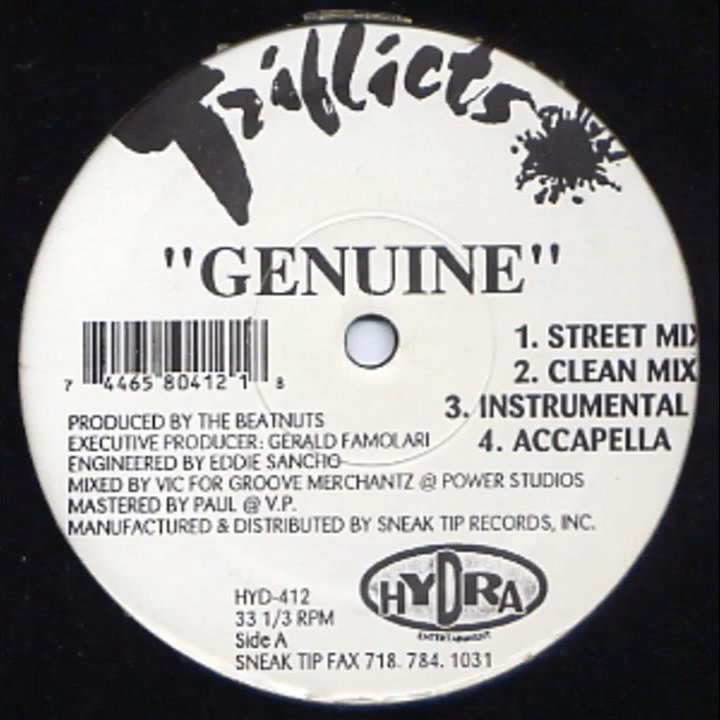 Triflicts
"GENUINE"
1. STREET MIX
2. CLEAN MIX
3. INSTRUMENTAL
4. ACCAPELLA
7 44658 0412 1 8
PRODUCED BY THE BEATNUTS
EXECUTIVE PRODUCER: GERALD FAMOLARI
ENGINEERED BY EDDIE SANCHO
MIXED BY VIC FOR GROOVE MERCHANTZ @ POWER STUDIOS
MASTERED BY PAUL @ V.P.
MANUFACTURED & DISTRIBUTED BY SNEAK TIP RECORDS, INC.
HYDRA
ENTERTAINMENT
HYD-412
33 1/3 RPM
Side A
SNEAK TIP FAX 718. 784. 1031